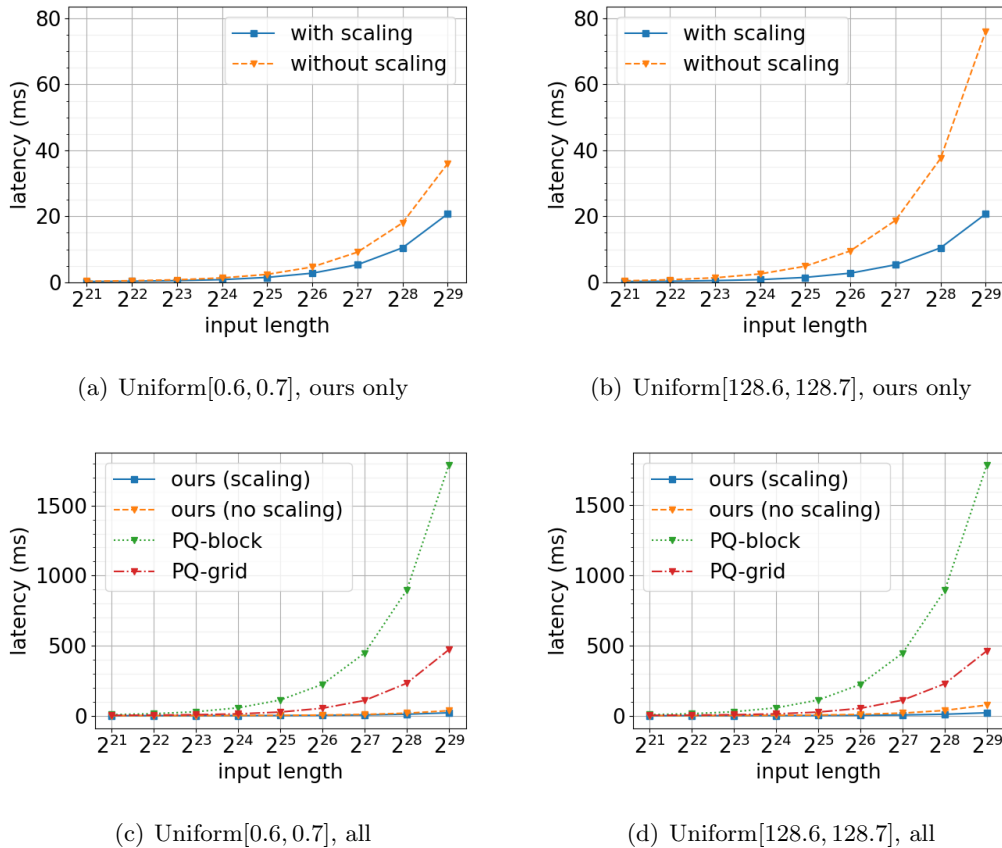 80
60
40
20
0
latency (ms)
with scaling
without scaling
2^21 2^22 2^23 2^24 2^25 2^26 2^27 2^28 2^29
input length
(a) Uniform[0.6, 0.7], ours only
80
60
40
20
0
latency (ms)
with scaling
without scaling
2^21 2^22 2^23 2^24 2^25 2^26 2^27 2^28 2^29
input length
(b) Uniform[128.6, 128.7], ours only
1500
1000
500
0
latency (ms)
ours (scaling)
ours (no scaling)
PQ-block
PQ-grid
2^21 2^22 2^23 2^24 2^25 2^26 2^27 2^28 2^29
input length
(c) Uniform[0.6, 0.7], all
1500
1000
500
0
latency (ms)
ours (scaling)
ours (no scaling)
PQ-block
PQ-grid
2^21 2^22 2^23 2^24 2^25 2^26 2^27 2^28 2^29
input length
(d) Uniform[128.6, 128.7], all